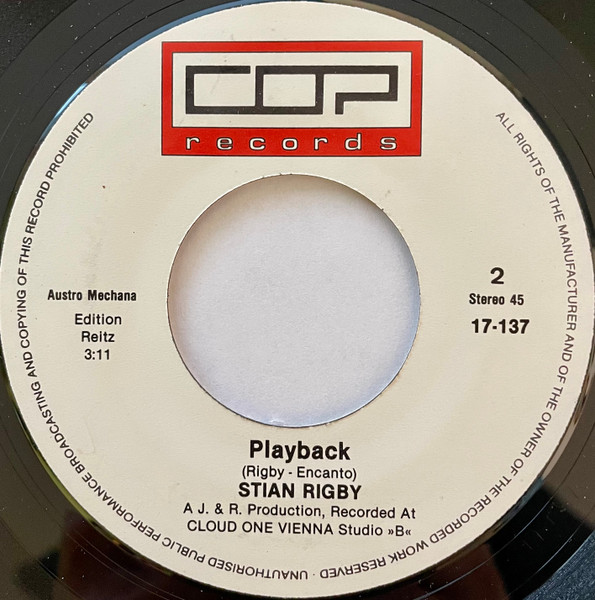 COP
records
ALL RIGHTS OF THE MANUFACTURER AND OF THE OWNER OF THE RECORDED WORK RESERVED · UNAUTHORISED PUBLIC PERFORMANCE BROADCASTING AND COPYING OF THIS RECORD PROHIBITED
Austro Mechana
Edition
Reitz
3:11
2
Stereo 45
17-137
Playback
(Rigby - Encanto)
STIAN RIGBY
A J. & R. Production, Recorded At
CLOUD ONE VIENNA Studio »B«